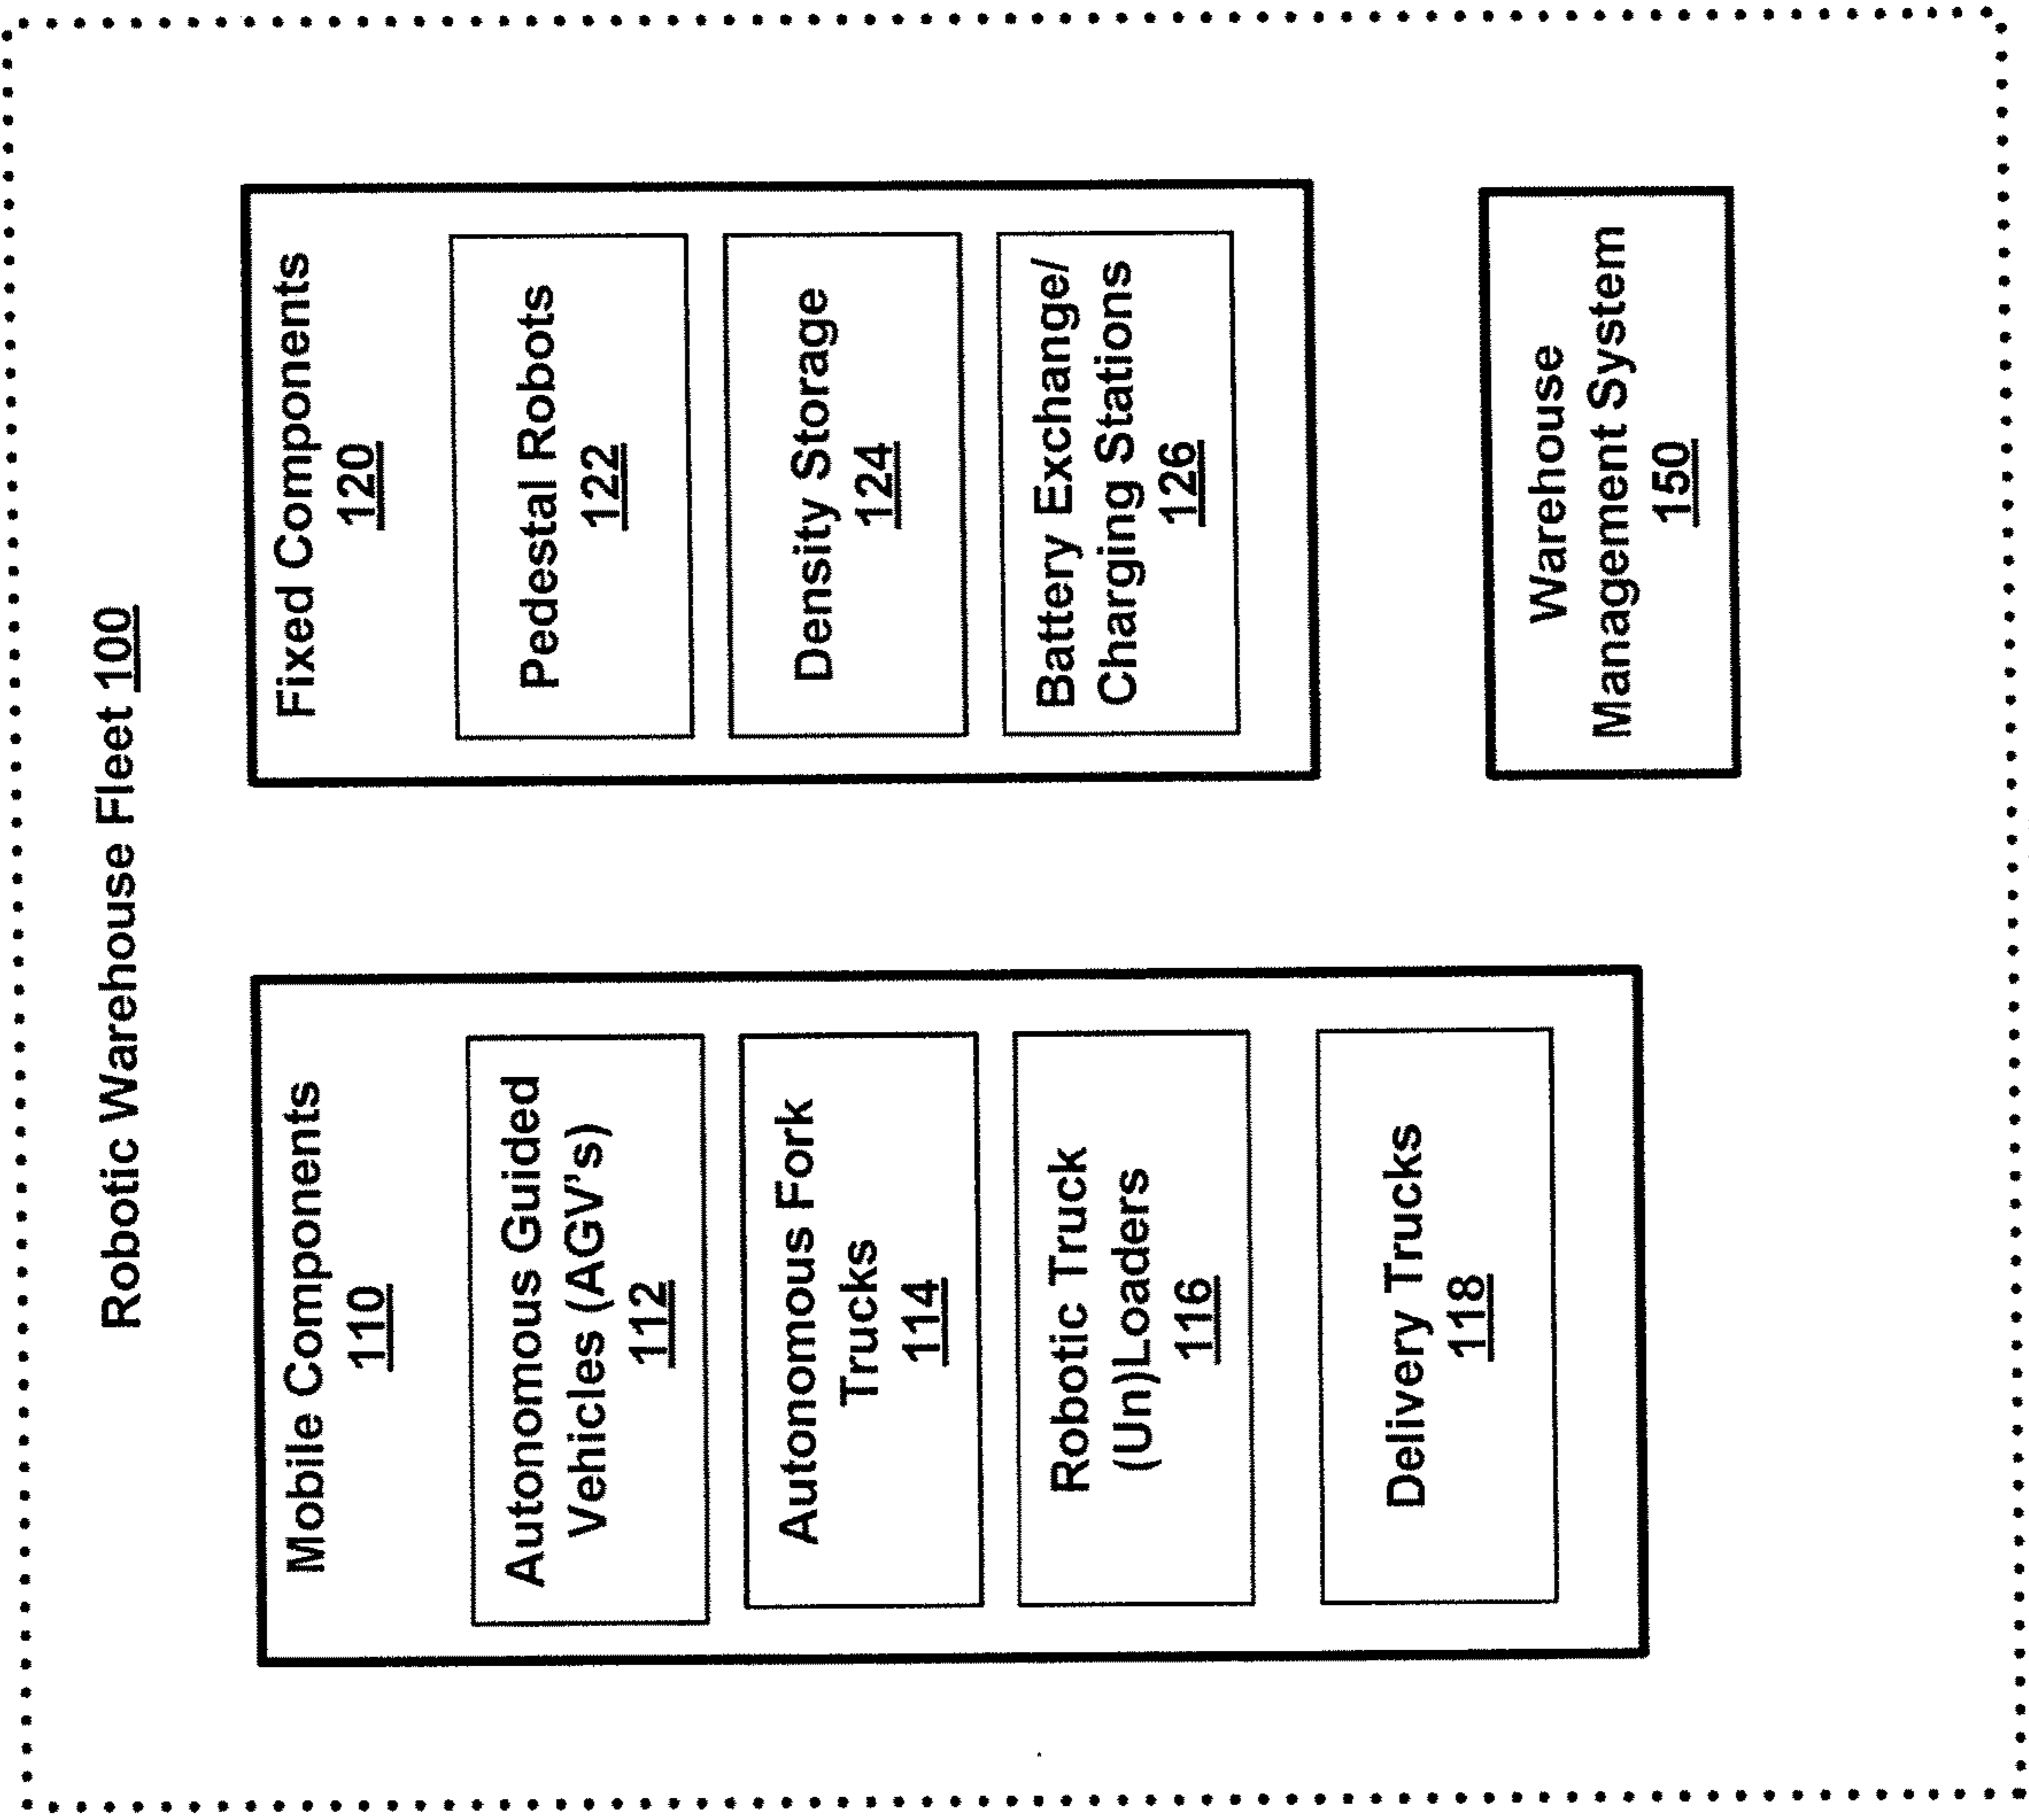 Robotic Warehouse Fleet 100
Mobile Components
110
Autonomous Guided
Vehicles (AGV's)
112
Autonomous Fork
Trucks
114
Robotic Truck
(Un)Loaders
116
Delivery Trucks
118
Fixed Components
120
Pedestal Robots
122
Density Storage
124
Battery Exchange/
Charging Stations
126
Warehouse
Management System
150